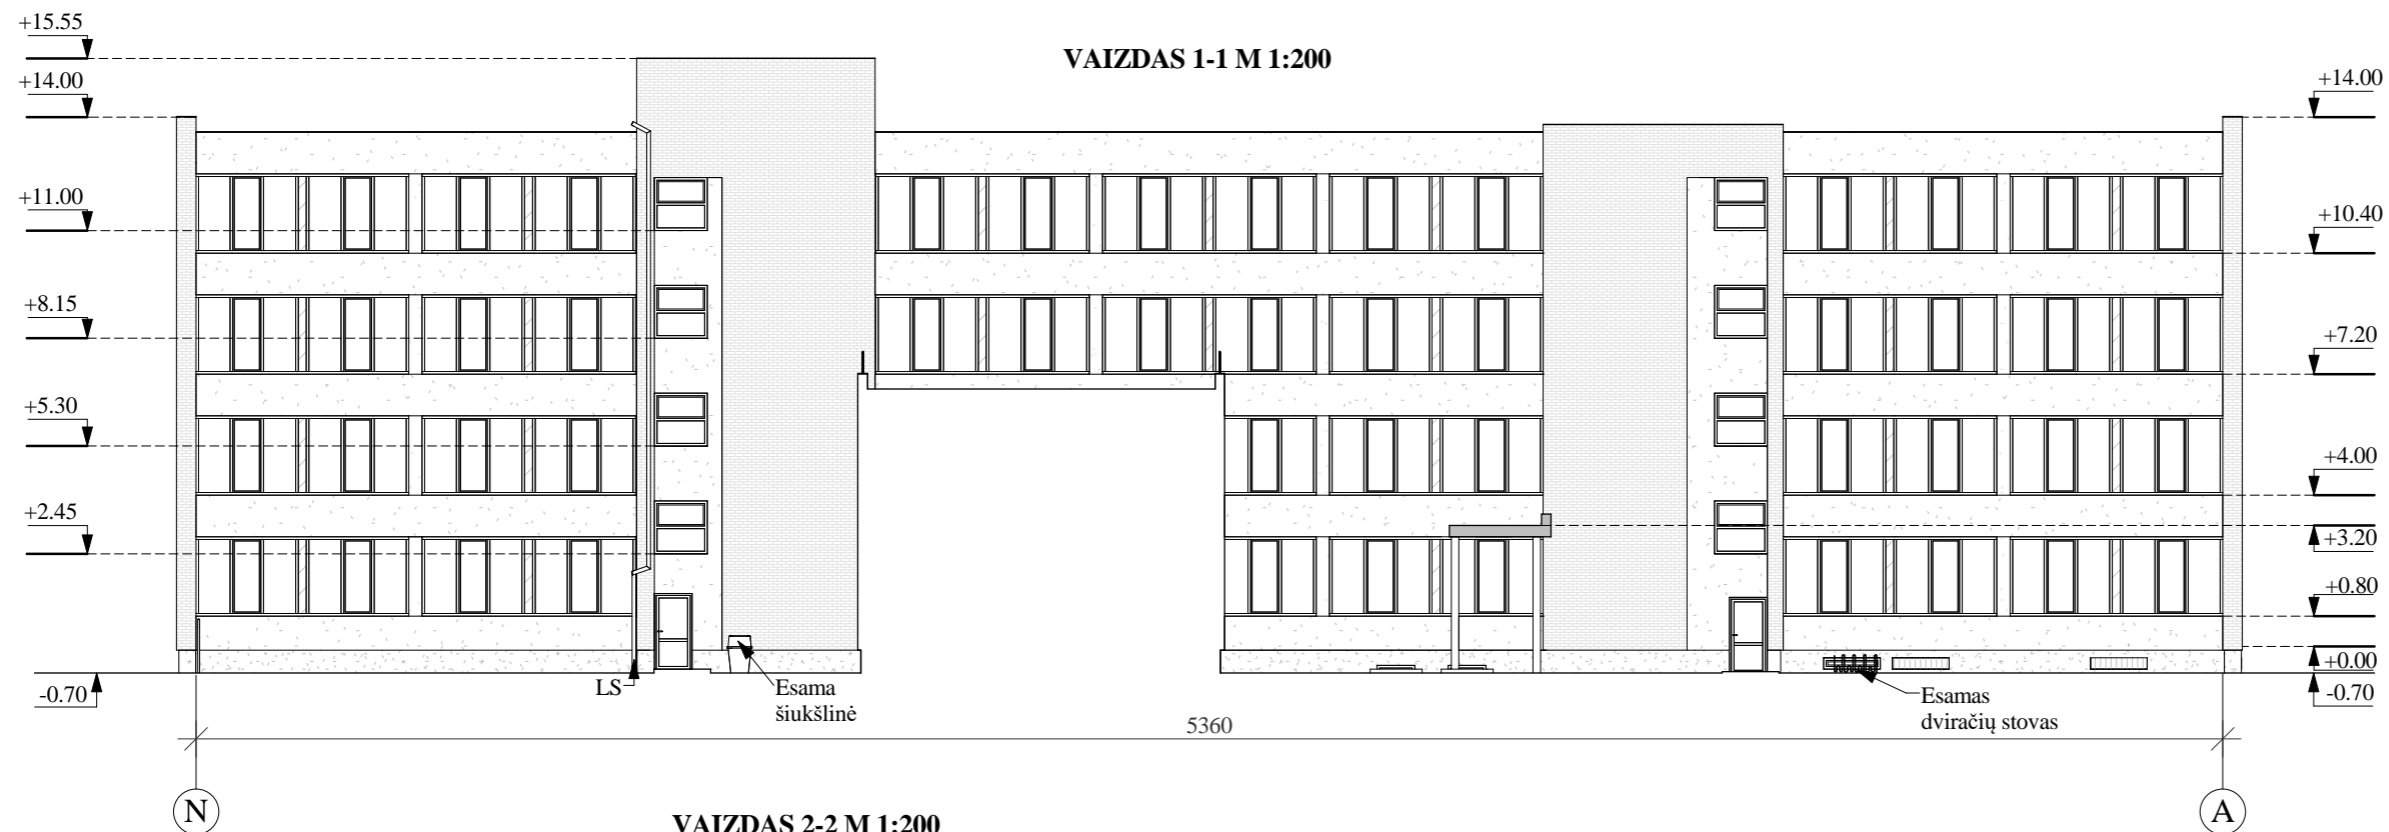 +15.55
VAIZDAS 1-1 M 1:200
+14.00
+14.00
+11.00
+10.40
+8.15
+7.20
+5.30
+4.00
+2.45
+3.20
+0.80
+0.00
-0.70
LS
Esama
šiukšlinė
-0.70
Esamas
dviračių stovas
5360
N
A
VAIZDAS 2-2 M 1:200